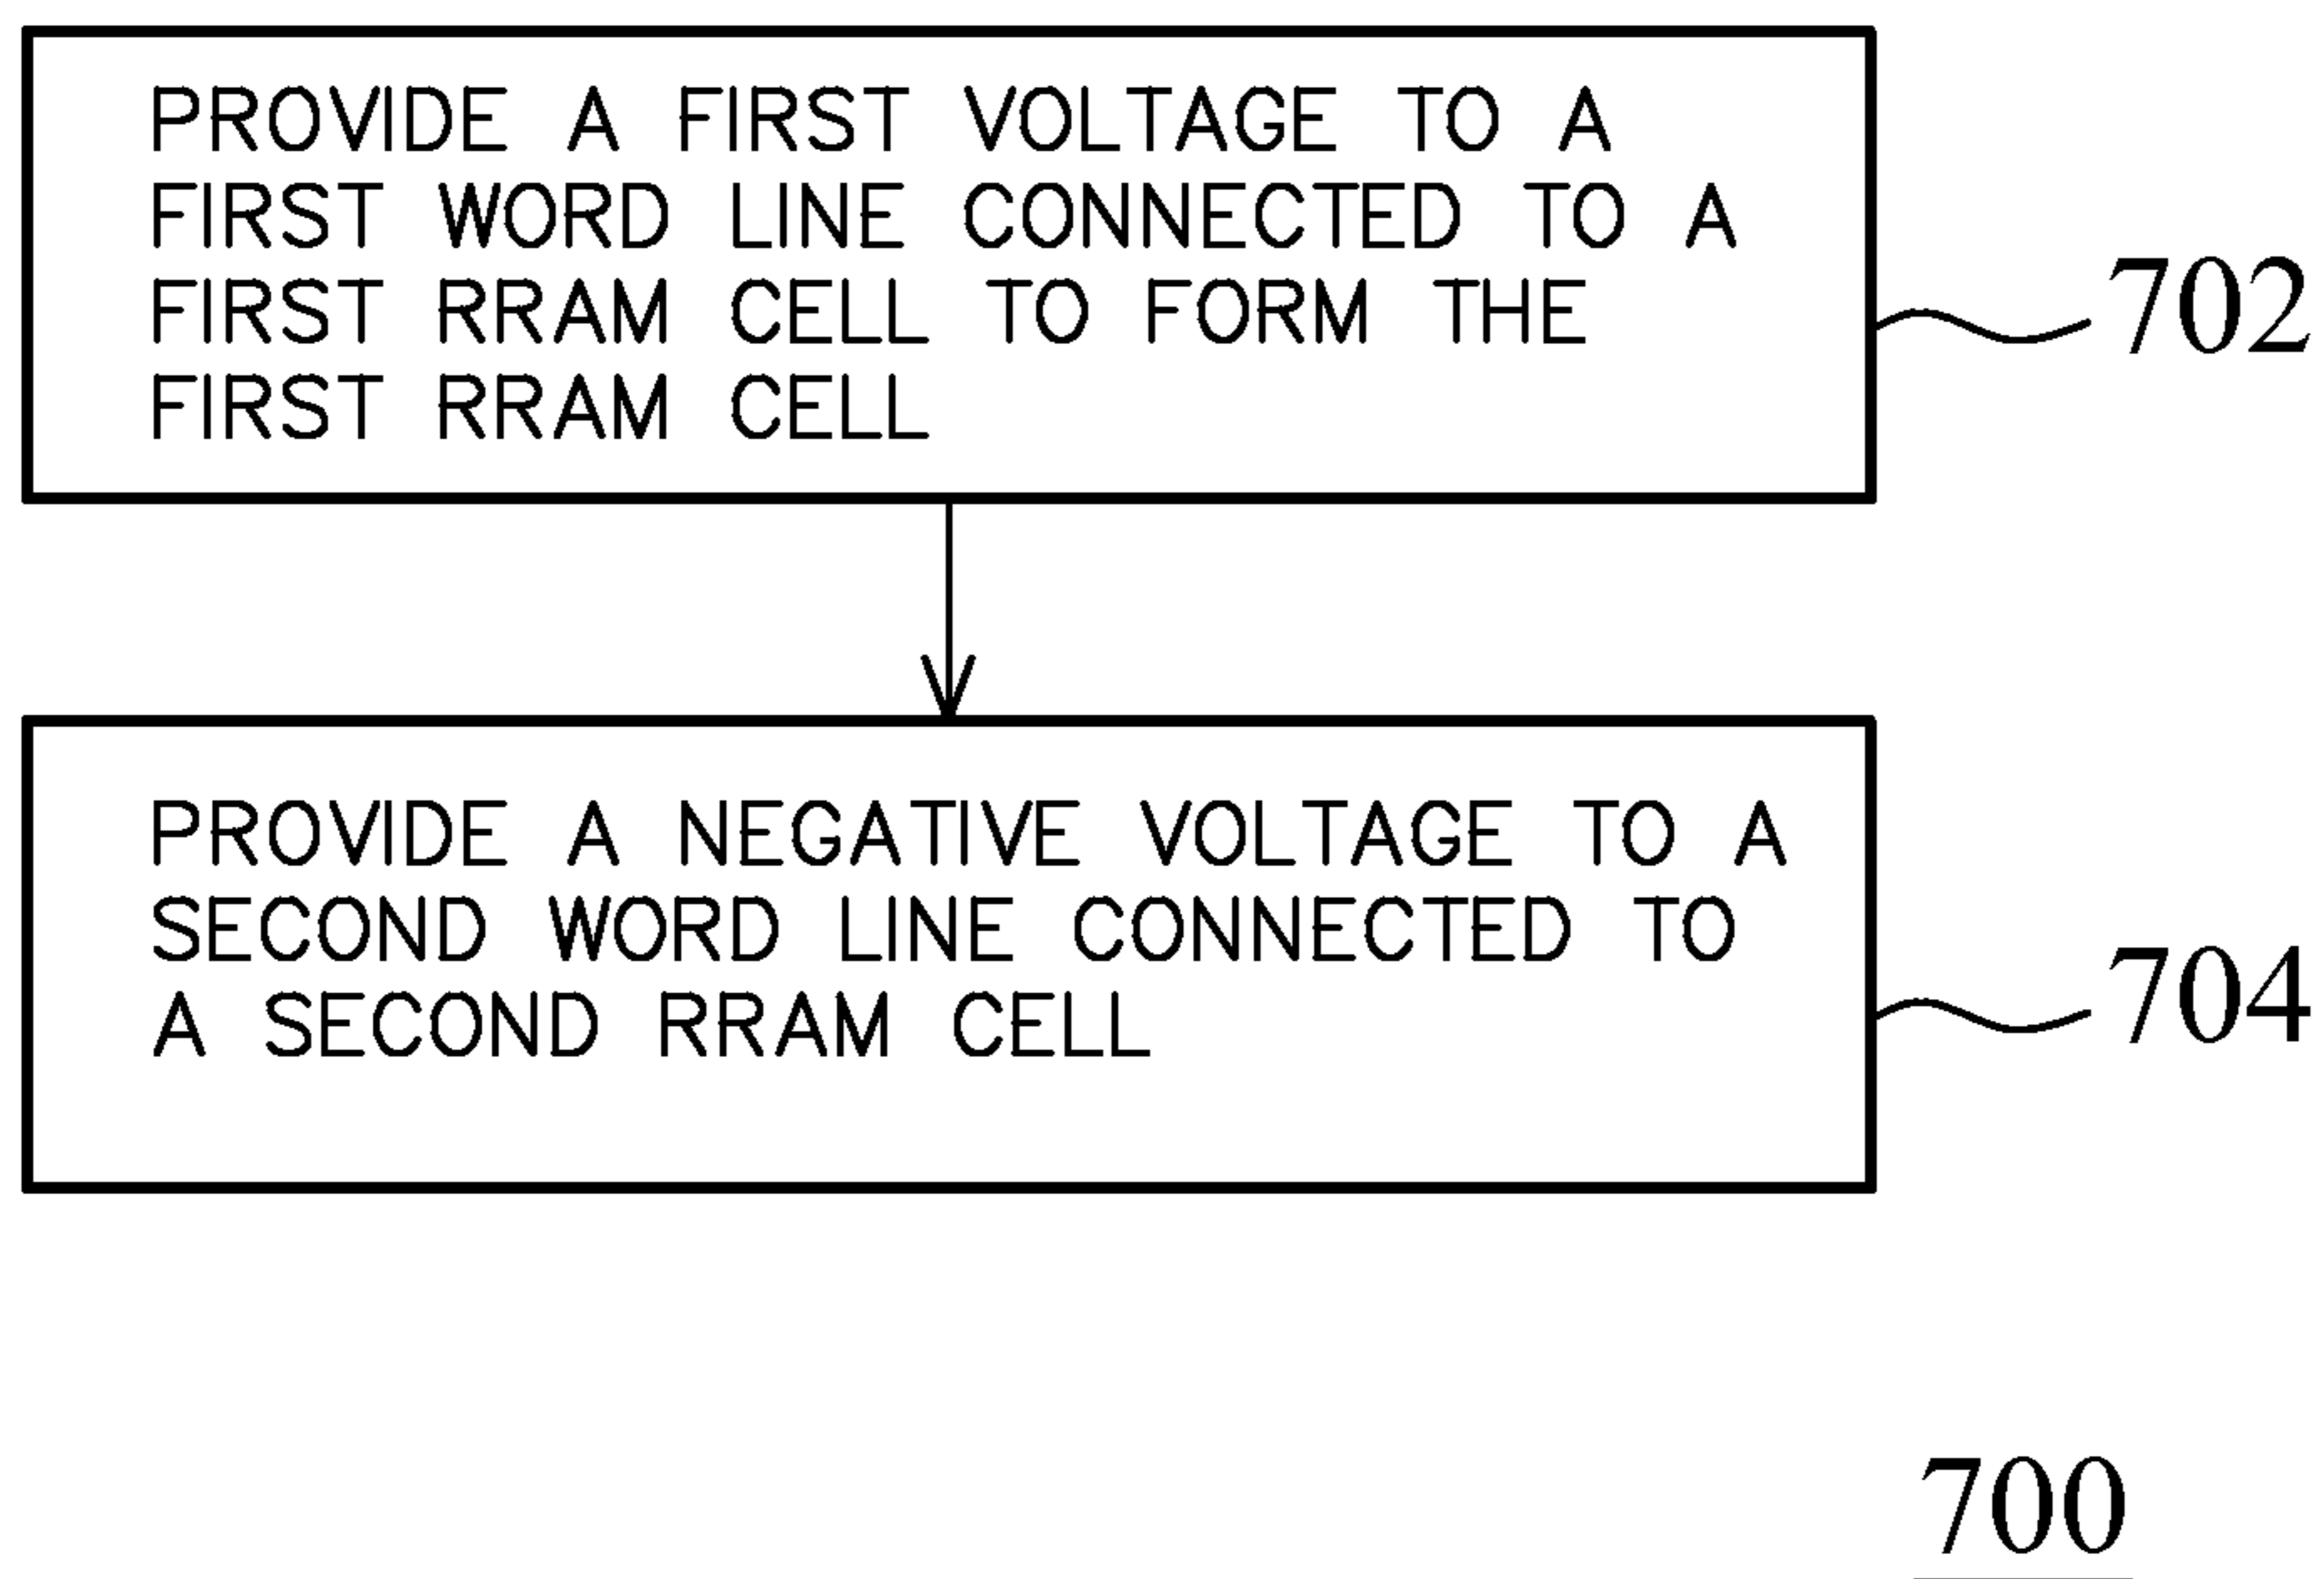 PROVIDE A FIRST VOLTAGE TO A
FIRST WORD LINE CONNECTED TO A
FIRST RRAM CELL TO FORM THE
FIRST RRAM CELL
702
PROVIDE A NEGATIVE VOLTAGE TO A
SECOND WORD LINE CONNECTED TO
A SECOND RRAM CELL
704
700